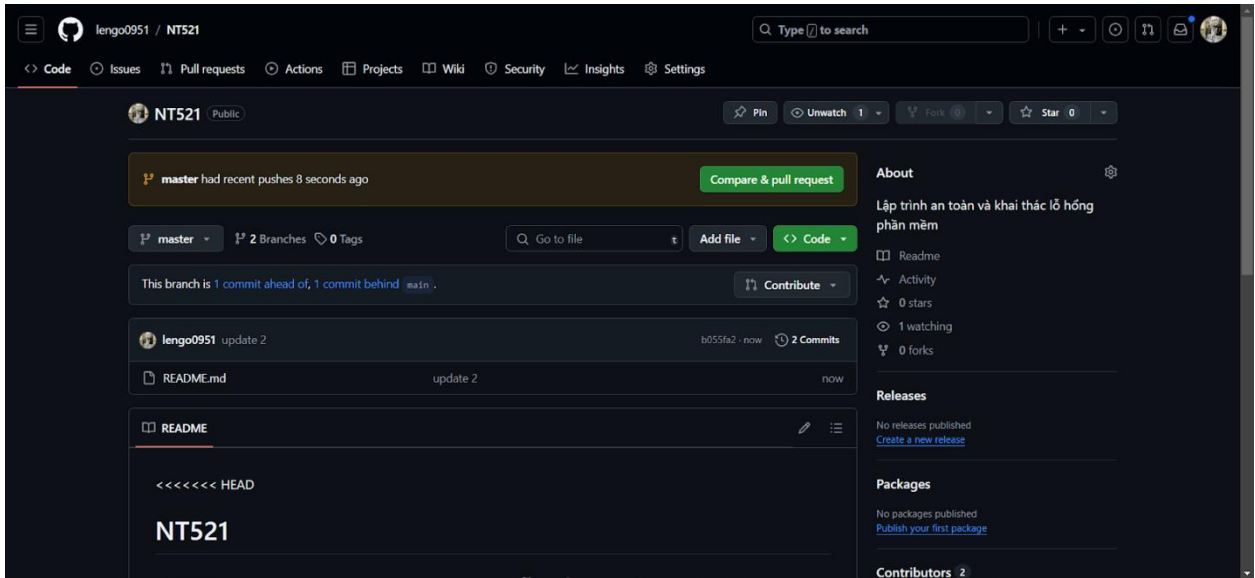 lengo0951 / NT521
Type / to search
<> Code Issues Pull requests Actions Projects Wiki Security Insights Settings
NT521 Public
Pin Unwatch 1 Fork 0 Star 0
master had recent pushes 8 seconds ago
Compare & pull request
master 2 Branches 0 Tags
Go to file t
Add file <> Code
This branch is 1 commit ahead of, 1 commit behind main .
Contribute
lengo0951 update 2 b055fa2 · now 2 Commits
README.md update 2 now
README
<<<<<<< HEAD
NT521
About
Lập trình an toàn và khai thác lỗ hổng
phần mềm
Readme
Activity
0 stars
1 watching
0 forks
Releases
No releases published
Create a new release
Packages
No packages published
Publish your first package
Contributors 2